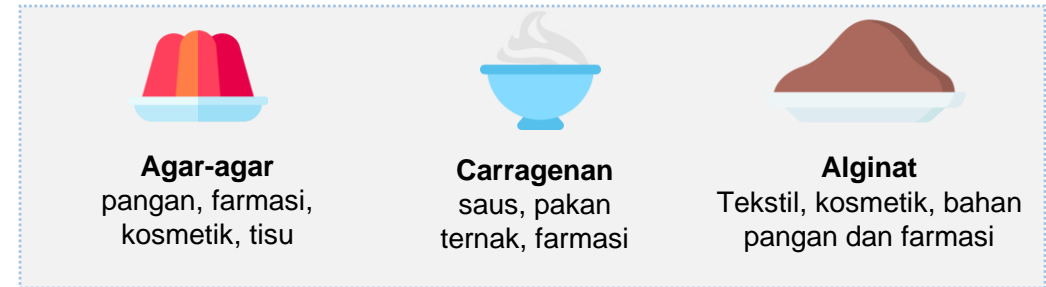 Agar-agar
pangan, farmasi,
kosmetik, tisu
Carragenan
saus, pakan
ternak, farmasi
Alginat
Tekstil, kosmetik, bahan
pangan dan farmasi